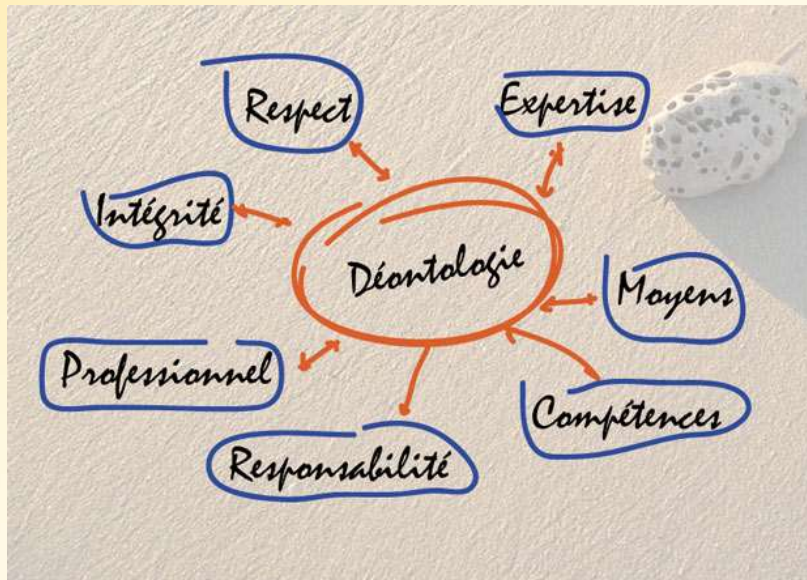 Respect
Expertise
Intégrité
Déontologie
Moyens
Professionnel
Compétences
Responsabilité